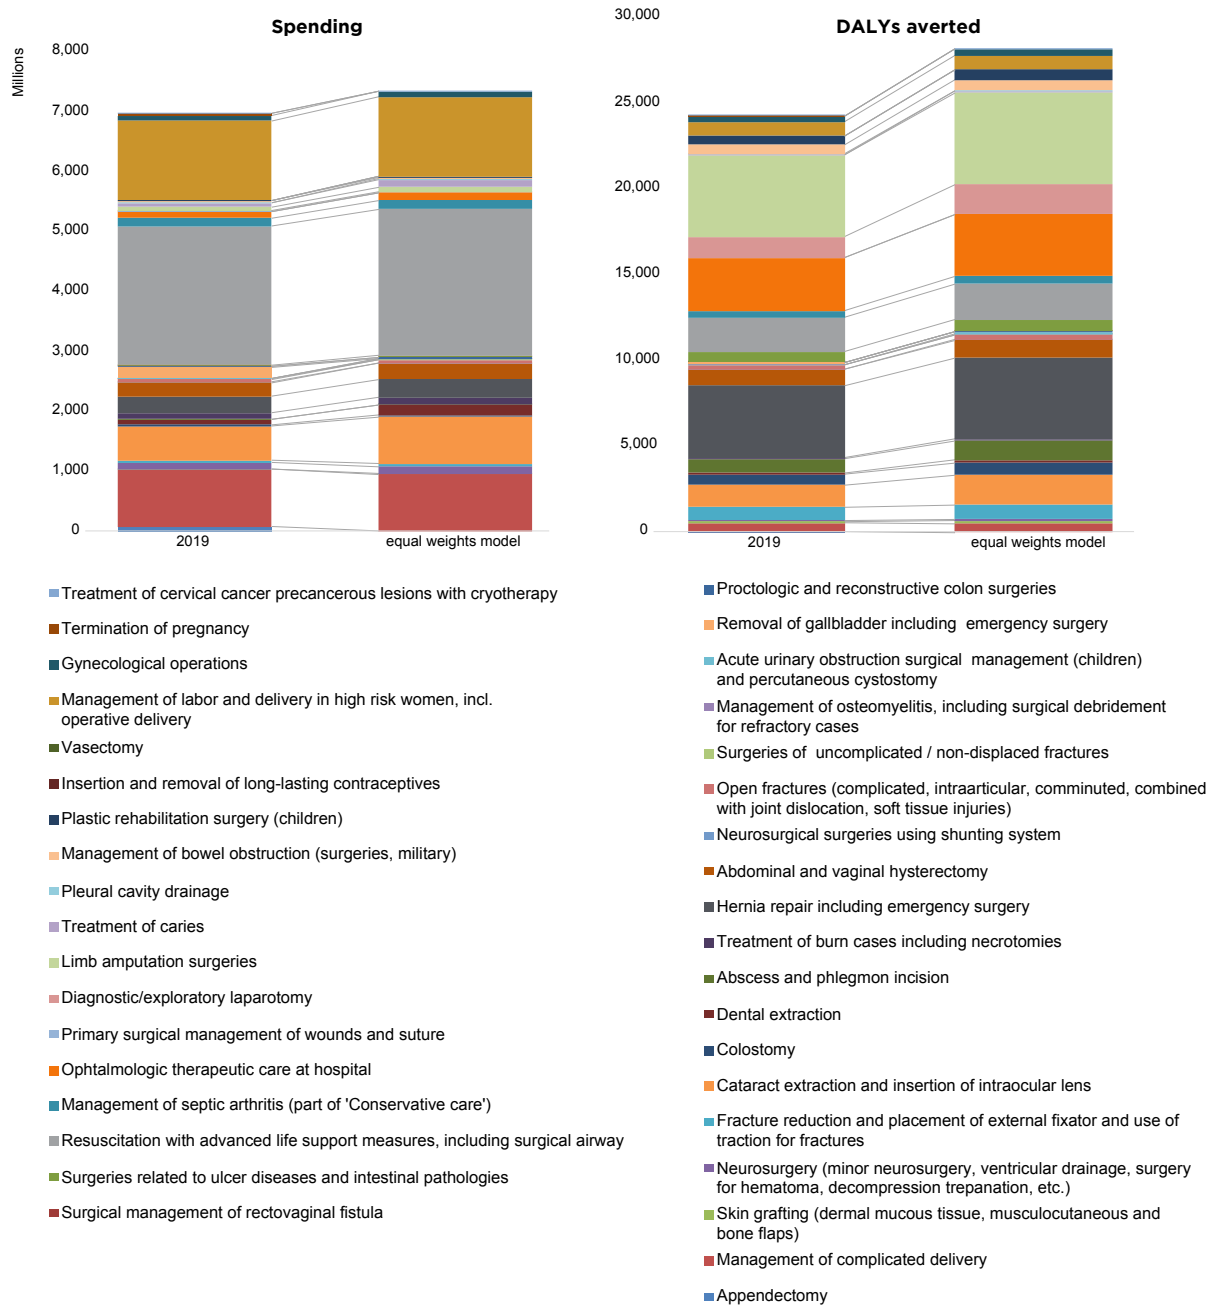 Spending
Millions
8,000
7,000
6,000
5,000
4,000
3,000
2,000
1,000
0
2019
equal weights model
DALYs averted
30,000
25,000
20,000
15,000
10,000
5,000
0
2019
equal weights model
Treatment of cervical cancer precancerous lesions with cryotherapy
Termination of pregnancy
Gynecological operations
Management of labor and delivery in high risk women, incl.
operative delivery
Vasectomy
Insertion and removal of long-lasting contraceptives
Plastic rehabilitation surgery (children)
Management of bowel obstruction (surgeries, military)
Pleural cavity drainage
Treatment of caries
Limb amputation surgeries
Diagnostic/exploratory laparotomy
Primary surgical management of wounds and suture
Ophtalmologic therapeutic care at hospital
Management of septic arthritis (part of 'Conservative care')
Resuscitation with advanced life support measures, including surgical airway
Surgeries related to ulcer diseases and intestinal pathologies
Surgical management of rectovaginal fistula
Proctologic and reconstructive colon surgeries
Removal of gallbladder including emergency surgery
Acute urinary obstruction surgical management (children)
and percutaneous cystostomy
Management of osteomyelitis, including surgical debridement
for refractory cases
Surgeries of uncomplicated / non-displaced fractures
Open fractures (complicated, intraarticular, comminuted, combined
with joint dislocation, soft tissue injuries)
Neurosurgical surgeries using shunting system
Abdominal and vaginal hysterectomy
Hernia repair including emergency surgery
Treatment of burn cases including necrotomies
Abscess and phlegmon incision
Dental extraction
Colostomy
Cataract extraction and insertion of intraocular lens
Fracture reduction and placement of external fixator and use of
traction for fractures
Neurosurgery (minor neurosurgery, ventricular drainage, surgery
for hematoma, decompression trepanation, etc.)
Skin grafting (dermal mucous tissue, musculocutaneous and
bone flaps)
Management of complicated delivery
Appendectomy